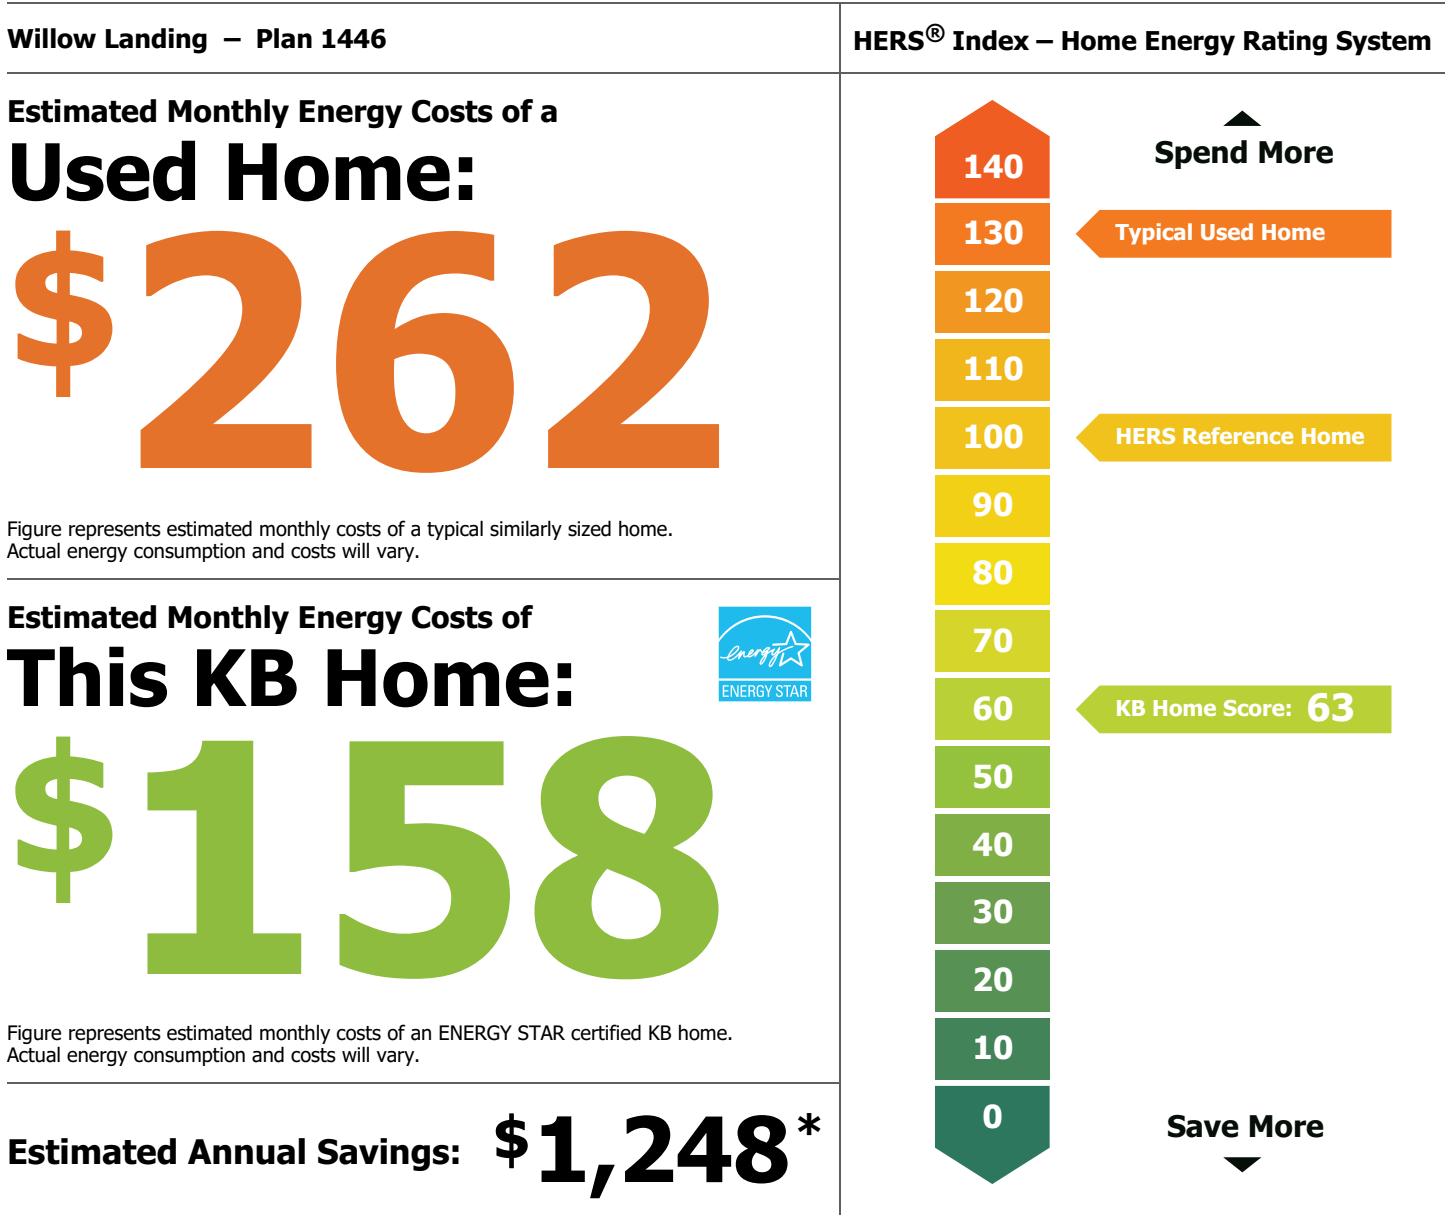 Willow Landing – Plan 1446
Estimated Monthly Energy Costs of a
Used Home:
$262
Figure represents estimated monthly costs of a typical similarly sized home.
Actual energy consumption and costs will vary.
Estimated Monthly Energy Costs of
This KB Home:
energy
ENERGY STAR
$158
Figure represents estimated monthly costs of an ENERGY STAR certified KB home.
Actual energy consumption and costs will vary.
Estimated Annual Savings: $1,248*
HERS® Index – Home Energy Rating System
Spend More
140
130
Typical Used Home
120
110
100
HERS Reference Home
90
80
70
60
KB Home Score: 63
50
40
30
20
10
0
Save More